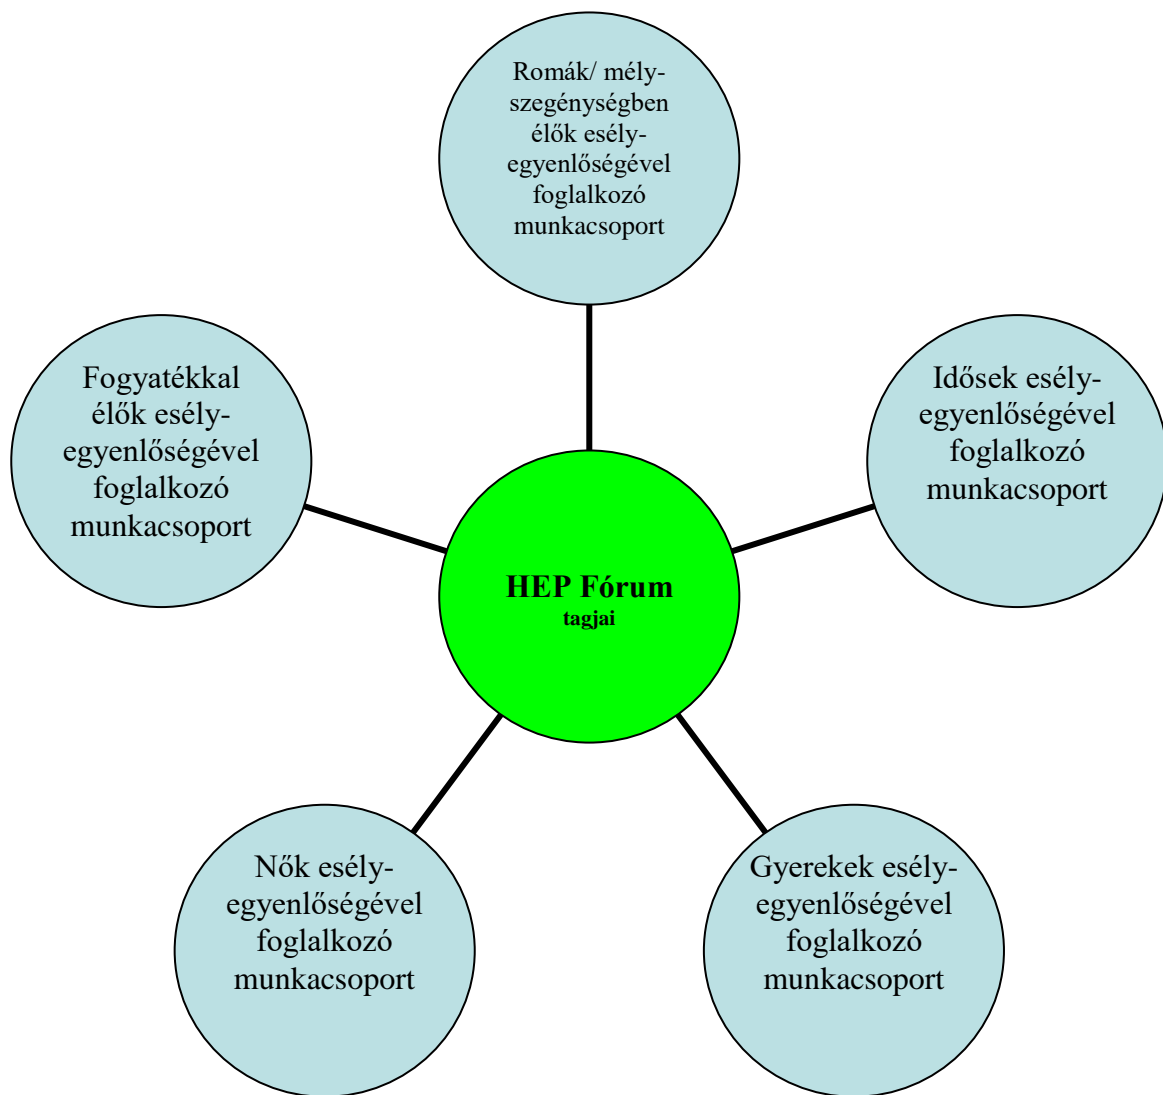 Romák/ mély-
szegénységben
élők esély-
egyenlőségével
foglalkozó
munkacsoport
Fogyatékkal
élők esély-
egyenlőségével
foglalkozó
munkacsoport
Idősek esély-
egyenlőségével
foglalkozó
munkacsoport
HEP Fórum
tagjai
Nők esély-
egyenlőségével
foglalkozó
munkacsoport
Gyerekek esély-
egyenlőségével
foglalkozó
munkacsoport